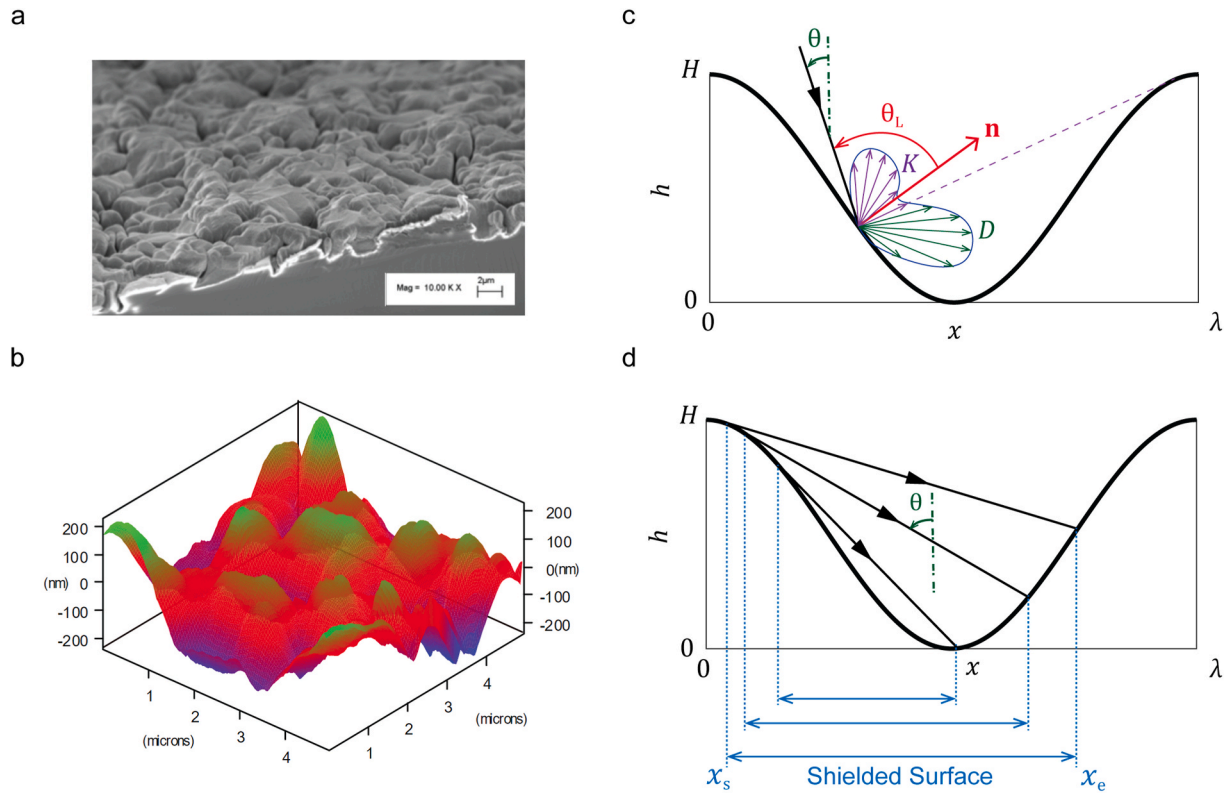 a
Mag = 10.00 K X
2μm
b
200
100
(nm)
0
-100
-200
200
100
0(nm)
-100
-200
1
2
3
4
(microns)
1
2
3
4
(microns)
c
θ
H
θL
n
K
h
D
0
0
x
λ
d
H
θ
h
0
0
x
λ
xs
Shielded Surface
xe